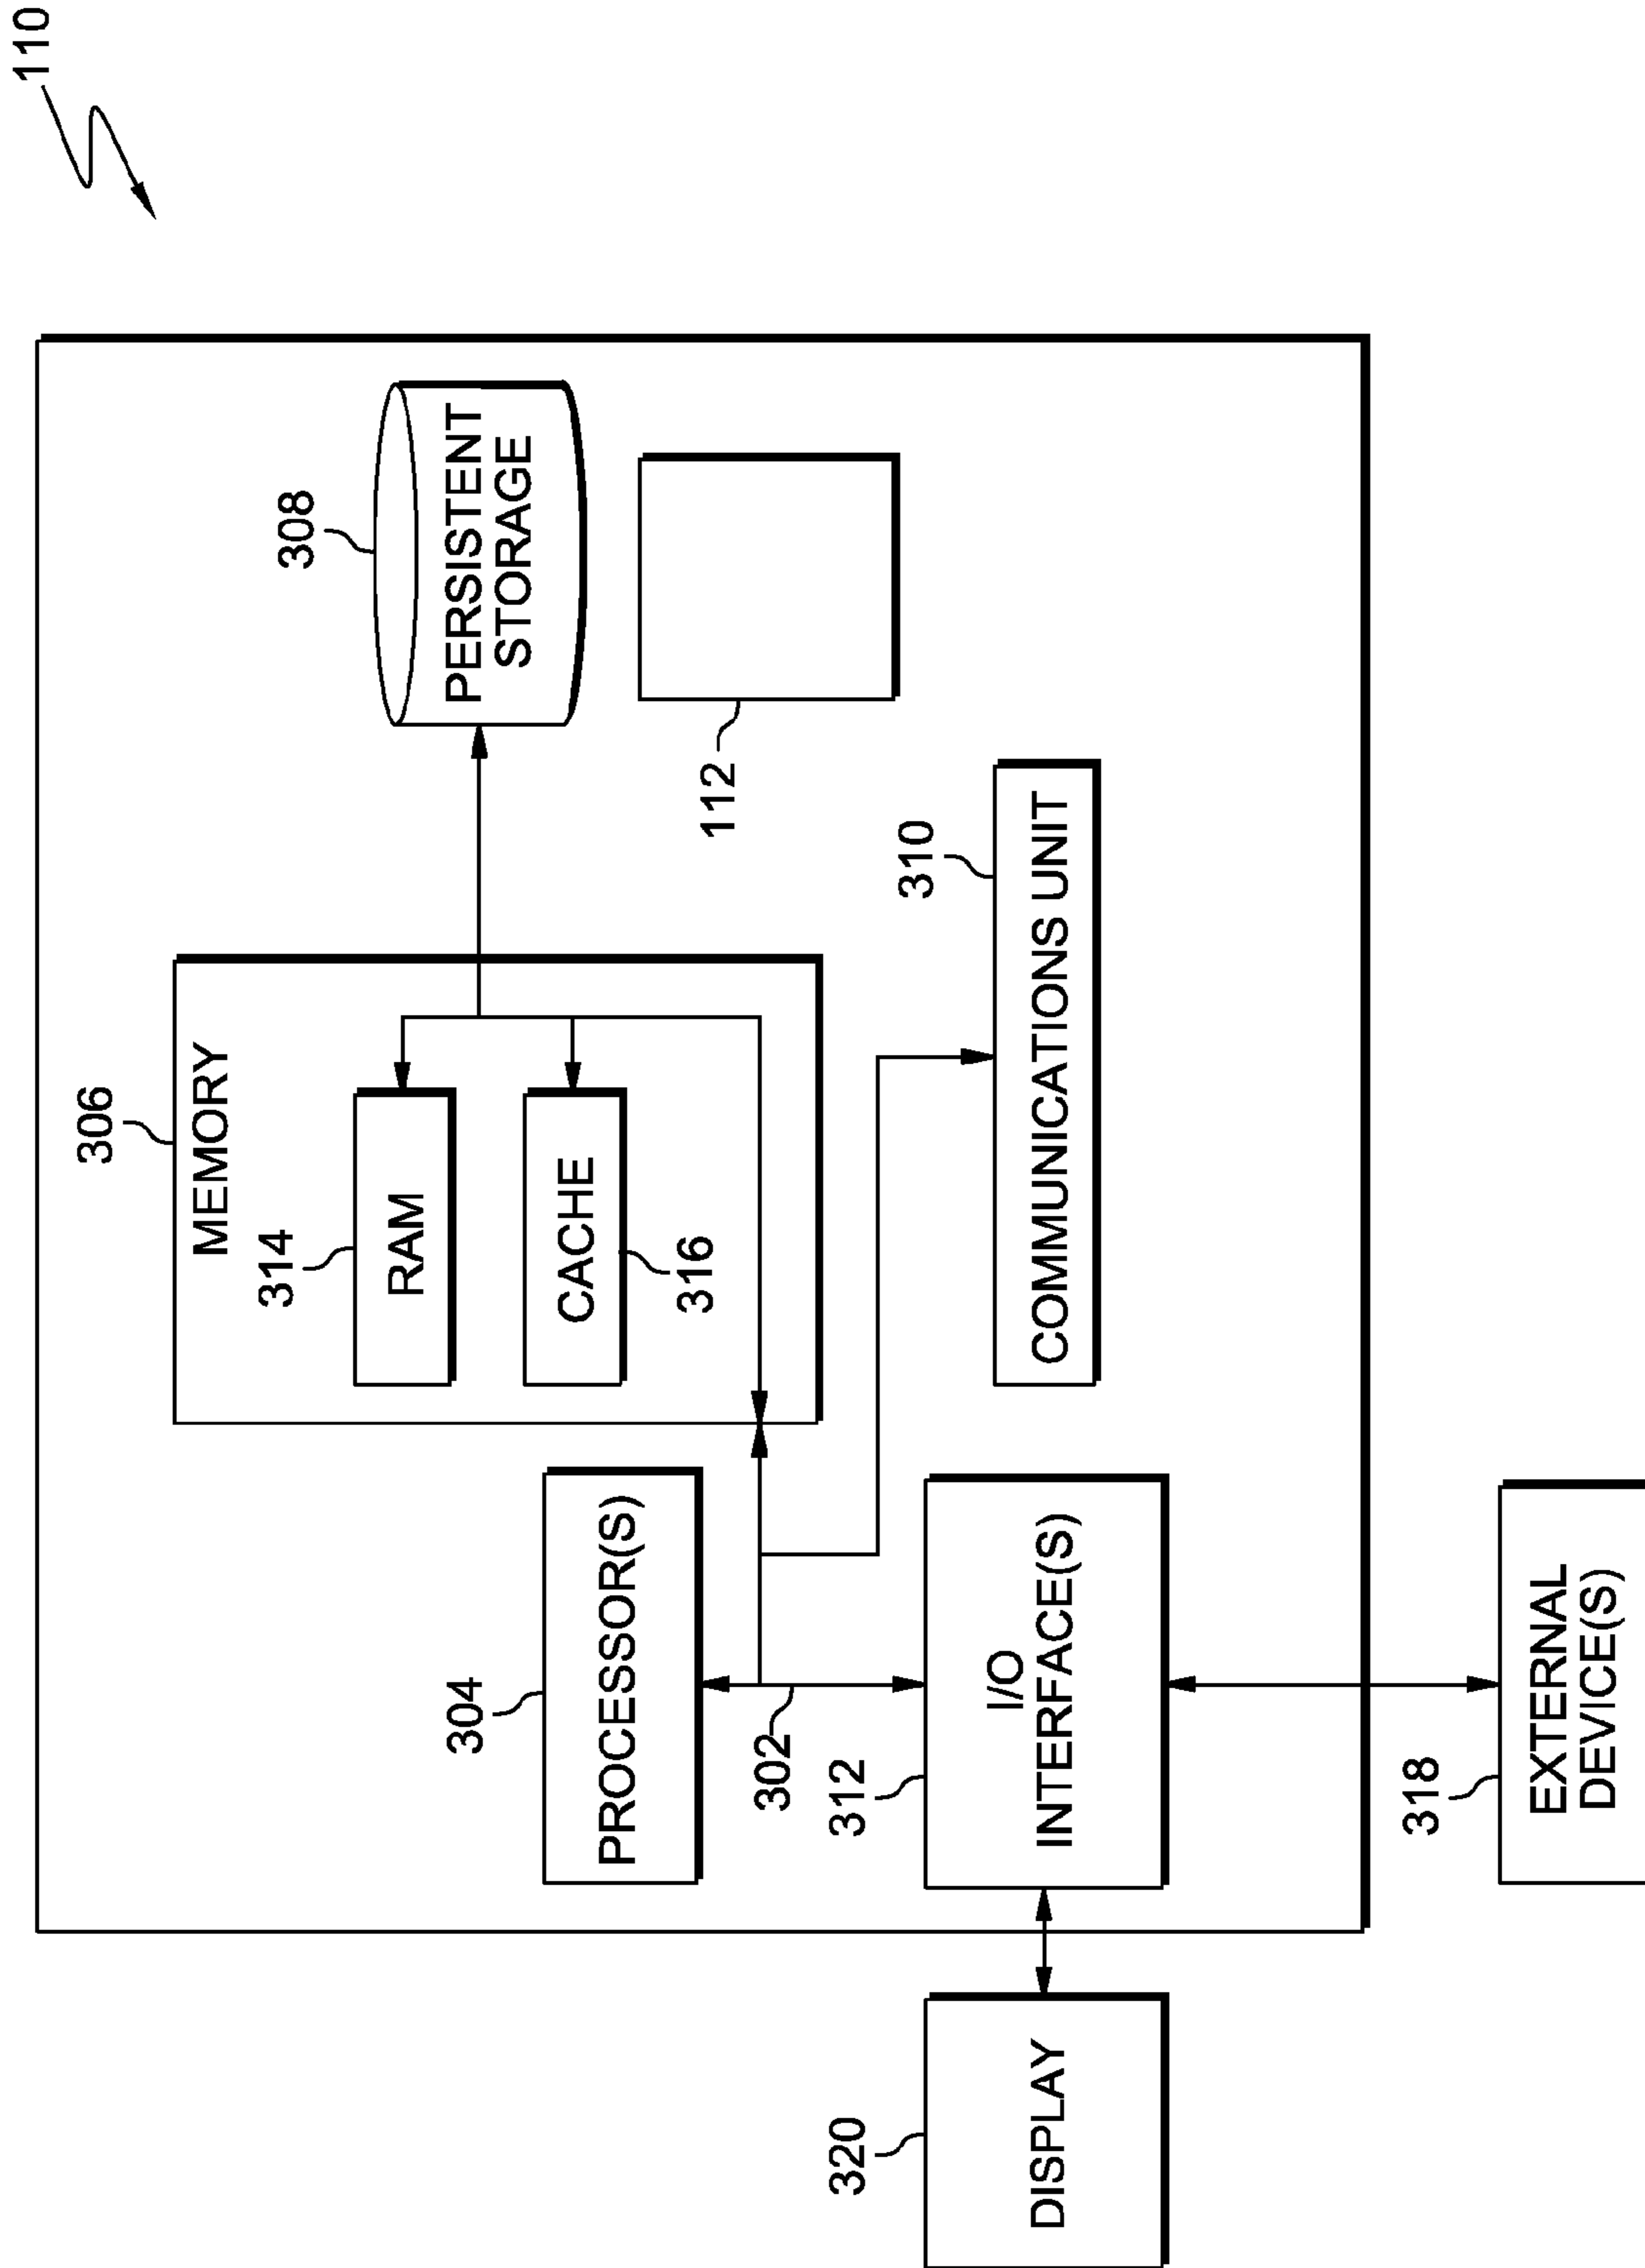 110
306
MEMORY
308
314
RAM
PERSISTENT
STORAGE
304
PROCESSOR(S)
CACHE
316
302
112
320
DISPLAY
312
I/O
INTERFACE(S)
310
COMMUNICATIONS UNIT
318
EXTERNAL
DEVICE(S)